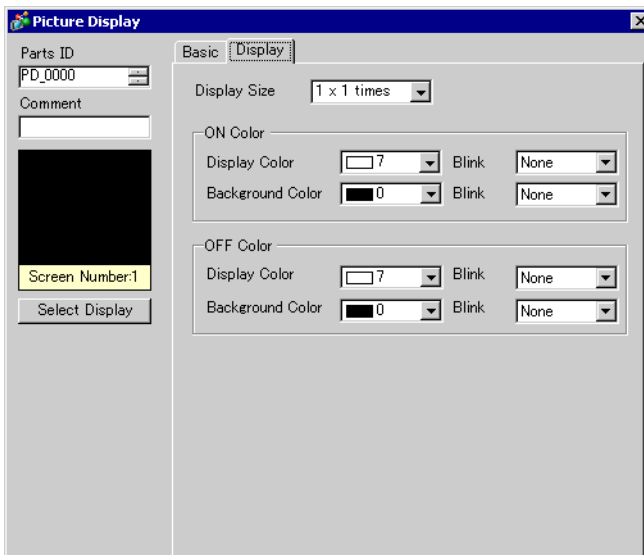 Picture Display
Parts ID
PD_0000
Comment
Screen Number:1
Select Display
Basic Display
Display Size 1 x 1 times
ON Color
Display Color 7 Blink None
Background Color 0 Blink None
OFF Color
Display Color 7 Blink None
Background Color 0 Blink None